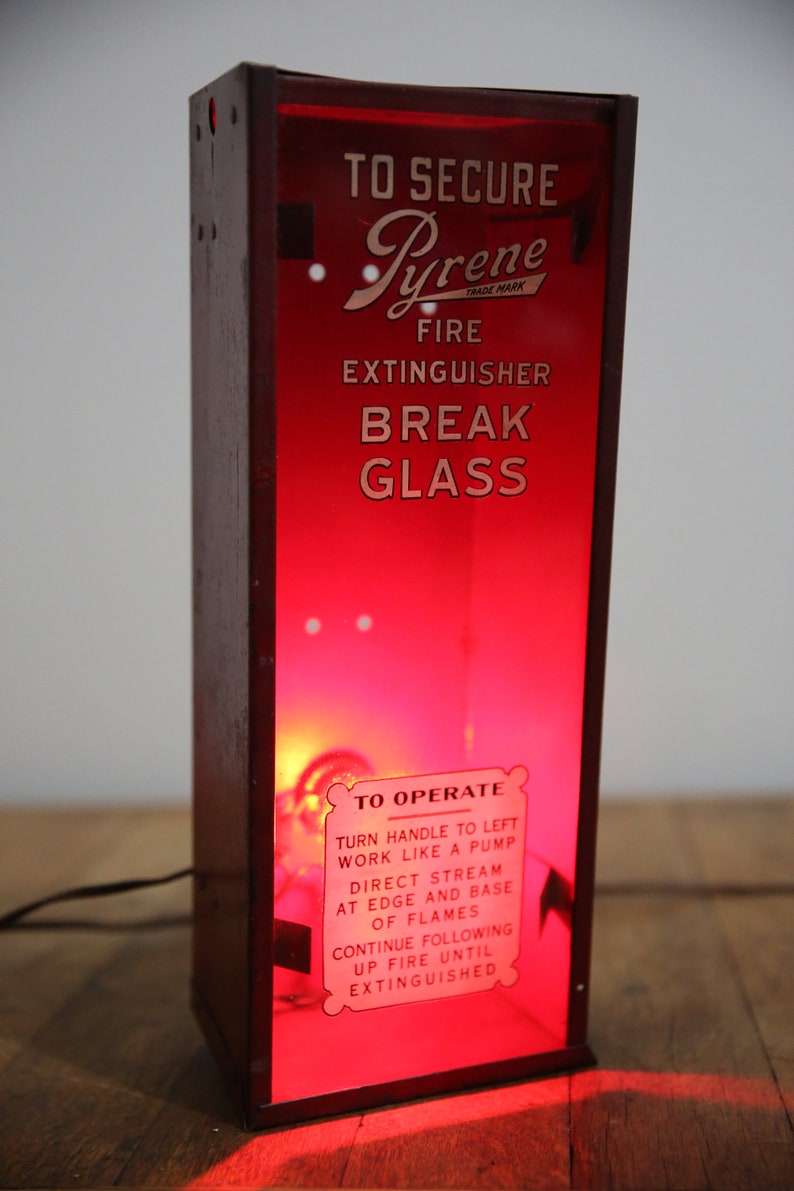 TO SECURE
Pyrene
TRADE MARK
FIRE
EXTINGUISHER
BREAK
GLASS
TO OPERATE
TURN HANDLE TO LEFT
WORK LIKE A PUMP
DIRECT STREAM
AT EDGE AND BASE
OF FLAMES
CONTINUE FOLLOWING
UP FIRE UNTIL
EXTINGUISHED